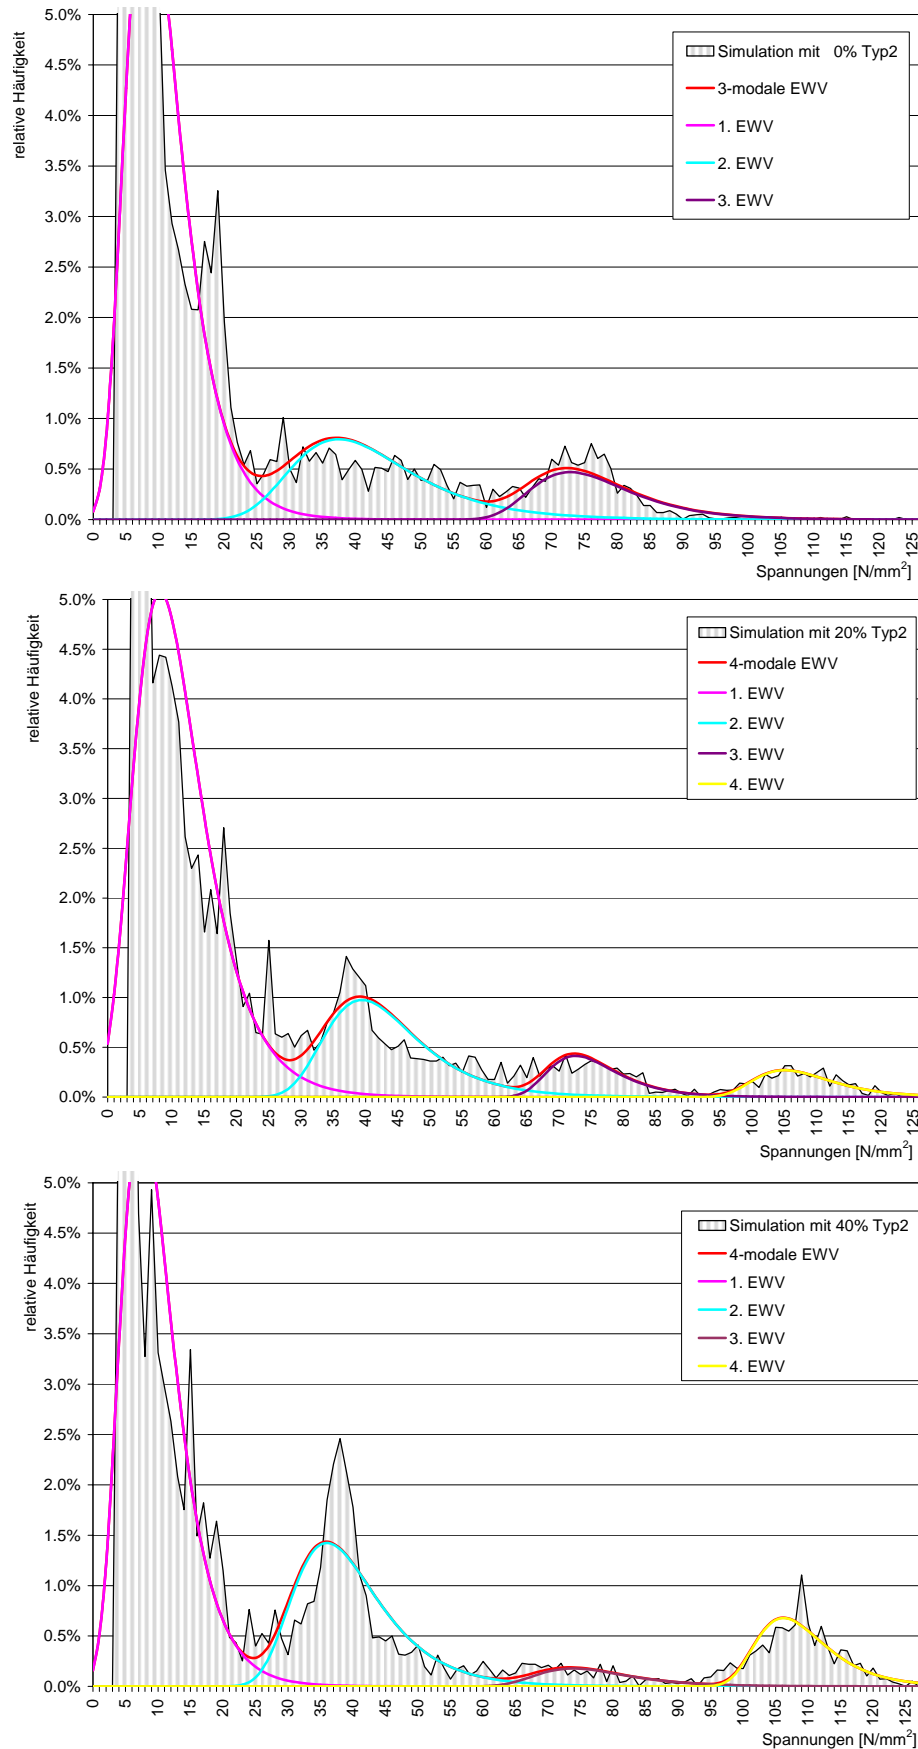 relative Häufigkeit
5.0%
4.5%
4.0%
3.5%
3.0%
2.5%
2.0%
1.5%
1.0%
0.5%
0.0%
Simulation mit   0% Typ2
3-modale EWV
1. EWV
2. EWV
3. EWV
0 5 10 15 20 25 30 35 40 45 50 55 60 65 70 75 80 85 90 95 100 105 110 115 120 125
Spannungen [N/mm²]
relative Häufigkeit
5.0%
4.5%
4.0%
3.5%
3.0%
2.5%
2.0%
1.5%
1.0%
0.5%
0.0%
Simulation mit 20% Typ2
4-modale EWV
1. EWV
2. EWV
3. EWV
4. EWV
0 5 10 15 20 25 30 35 40 45 50 55 60 65 70 75 80 85 90 95 100 105 110 115 120 125
Spannungen [N/mm²]
relative Häufigkeit
5.0%
4.5%
4.0%
3.5%
3.0%
2.5%
2.0%
1.5%
1.0%
0.5%
0.0%
Simulation mit 40% Typ2
4-modale EWV
1. EWV
2. EWV
3. EWV
4. EWV
0 5 10 15 20 25 30 35 40 45 50 55 60 65 70 75 80 85 90 95 100 105 110 115 120 125
Spannungen [N/mm²]